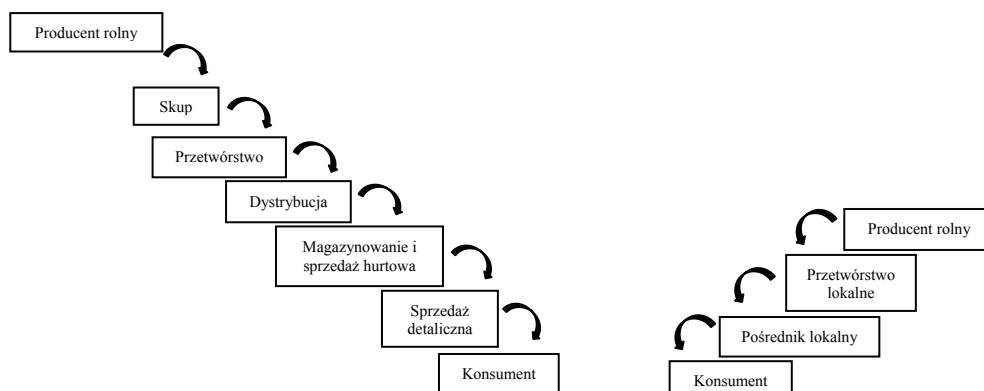 Producent rolny
Skup
Przetwórstwo
Dystrybucja
Magazynowanie i
sprzedaż hurtowa
Sprzedaż
detaliczna
Konsument
Producent rolny
Przetwórstwo
lokalne
Pośrednik lokalny
Konsument